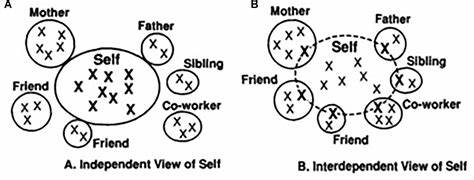 A
Mother
Father
Self
X X X X X X X X X
X X X X X
X X
Sibling
X X
Friend
X X X
Co-worker
X X X
X X
Friend
A. Independent View of Self
B
Mother
Father
Self
X X X X X X
X X X X X
X X
Sibling
X X
Friend
X X X
Co-worker
X X X X
X X
Friend
B. Interdependent View of Self